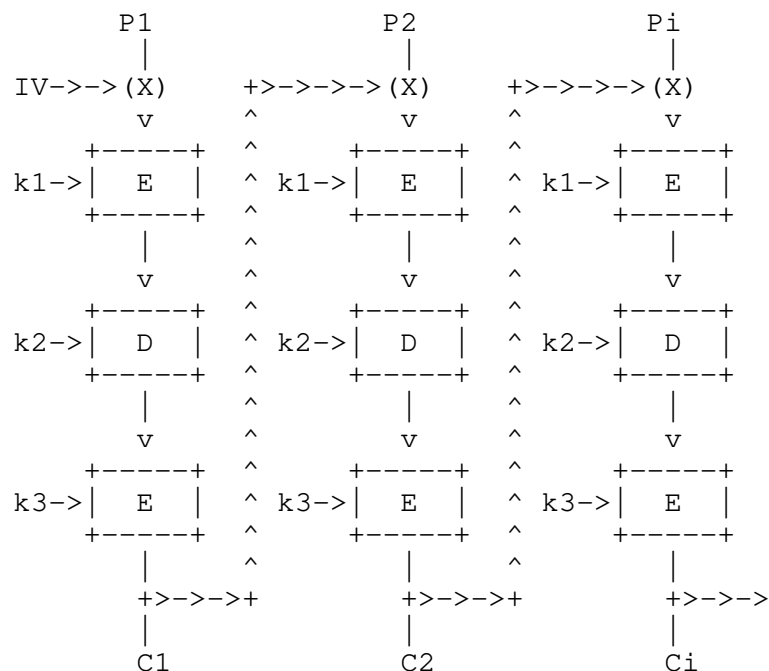 P1                    P2                    Pi
            |                     |                     |
   IV->->(X)      +>->->->(X)      +>->->->(X)
            v       ^             v       ^             v
         +-----+    ^         +-----+     ^         +-----+
    k1->|  E  |     ^    k1->|  E  |      ^    k1->|  E  |
         +-----+    ^         +-----+     ^         +-----+
            |       ^             |       ^             |
            v       ^             v       ^             v
         +-----+    ^         +-----+     ^         +-----+
    k2->|  D  |     ^    k2->|  D  |      ^    k2->|  D  |
         +-----+    ^         +-----+     ^         +-----+
            |       ^             |       ^             |
            v       ^             v       ^             v
         +-----+    ^         +-----+     ^         +-----+
    k3->|  E  |     ^    k3->|  E  |      ^    k3->|  E  |
         +-----+    ^         +-----+     ^         +-----+
            |       ^             |       ^             |
            +>->->+               +>->->+               +>->->
            |                     |                     |
            C1                    C2                    Ci